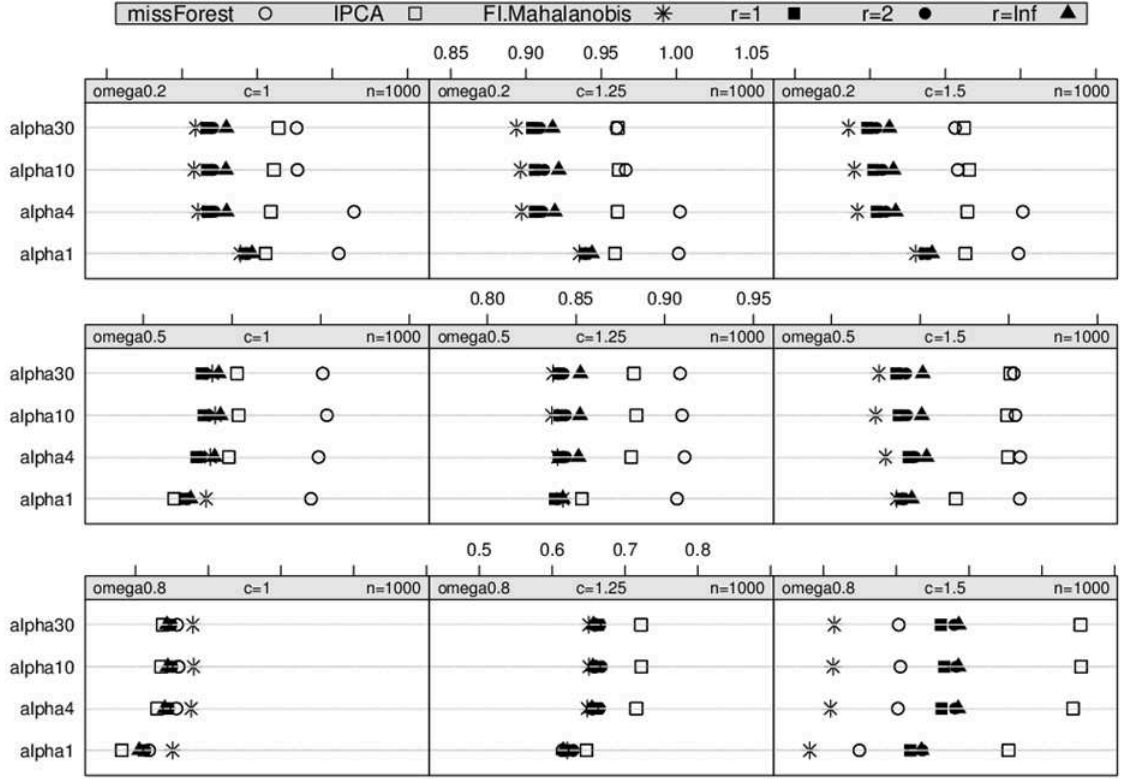 missForest IPCA FI.Mahalanobis r=1 r=2 r=Inf
0.85 0.90 0.95 1.00 1.05
omega0.2 c=1 n=1000 omega0.2 c=1.25 n=1000 omega0.2 c=1.5 n=1000
alpha30
alpha10
alpha4
alpha1
0.80 0.85 0.90 0.95
omega0.5 c=1 n=1000 omega0.5 c=1.25 n=1000 omega0.5 c=1.5 n=1000
alpha30
alpha10
alpha4
alpha1
0.5 0.6 0.7 0.8
omega0.8 c=1 n=1000 omega0.8 c=1.25 n=1000 omega0.8 c=1.5 n=1000
alpha30
alpha10
alpha4
alpha1